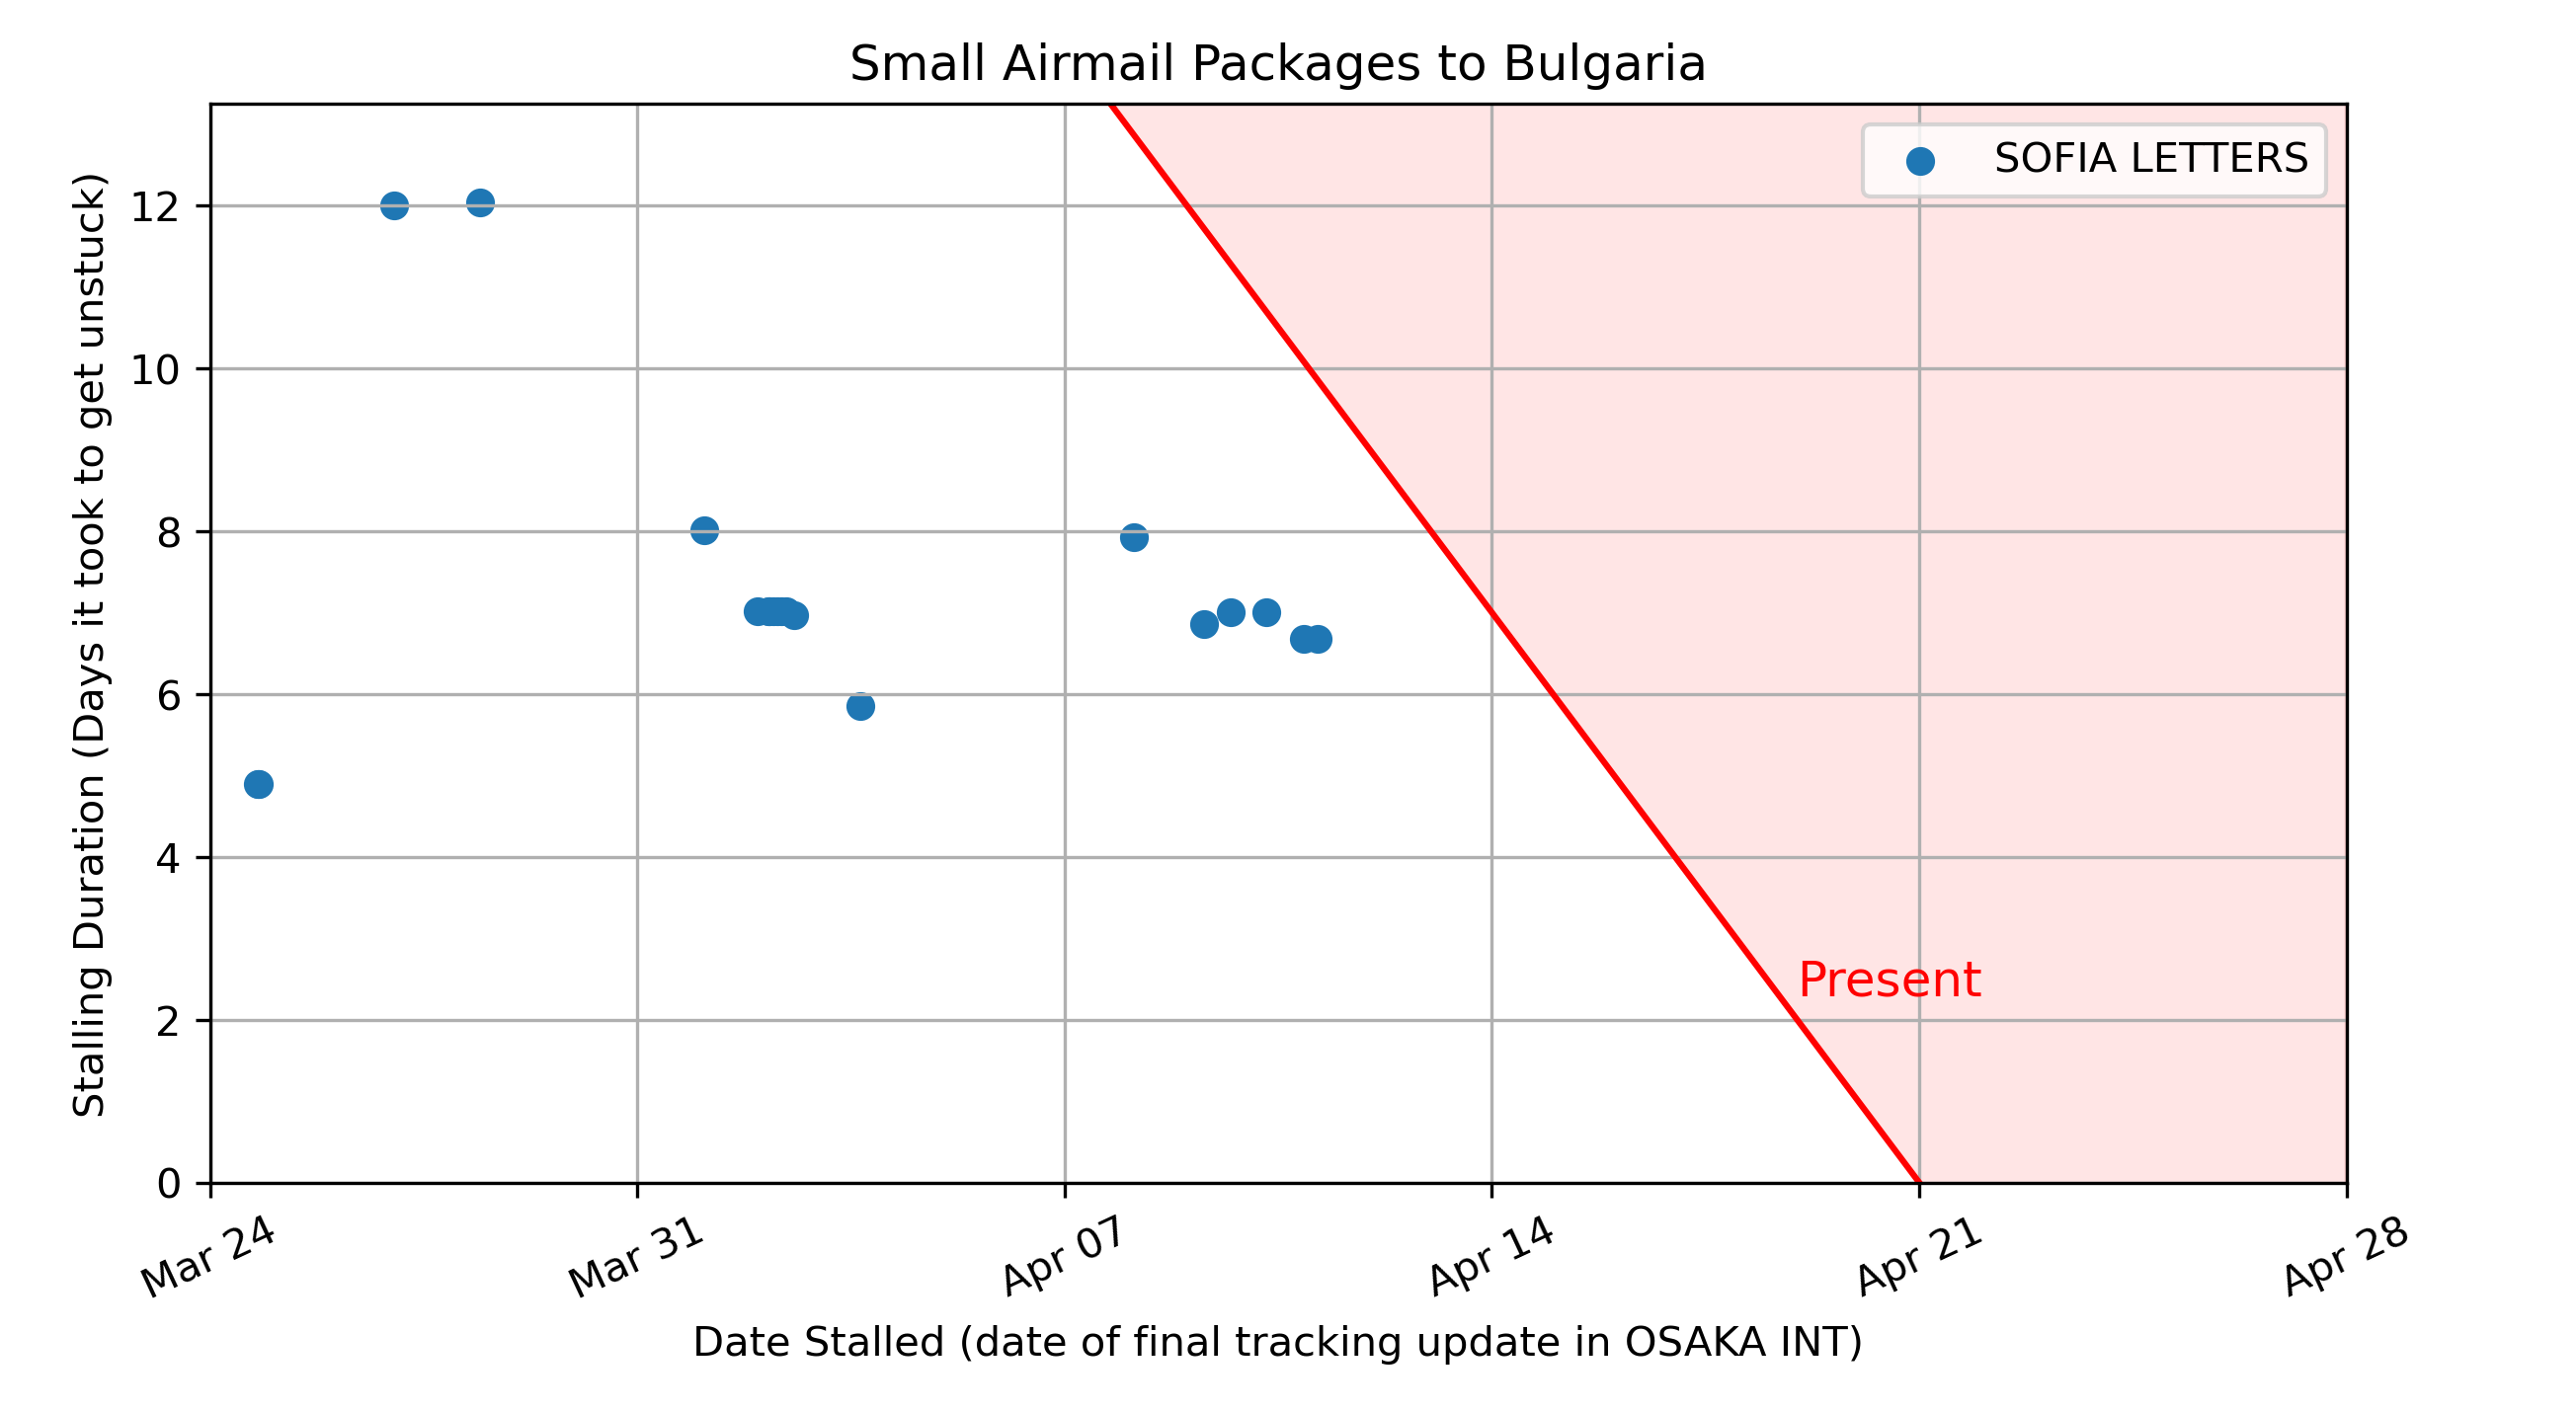 Small Airmail Packages to Bulgaria
SOFIA LETTERS
Stalling Duration (Days it took to get unstuck)
12
10
8
6
4
2
0
Present
Mar 24
Mar 31
Apr 07
Apr 14
Apr 21
Apr 28
Date Stalled (date of final tracking update in OSAKA INT)